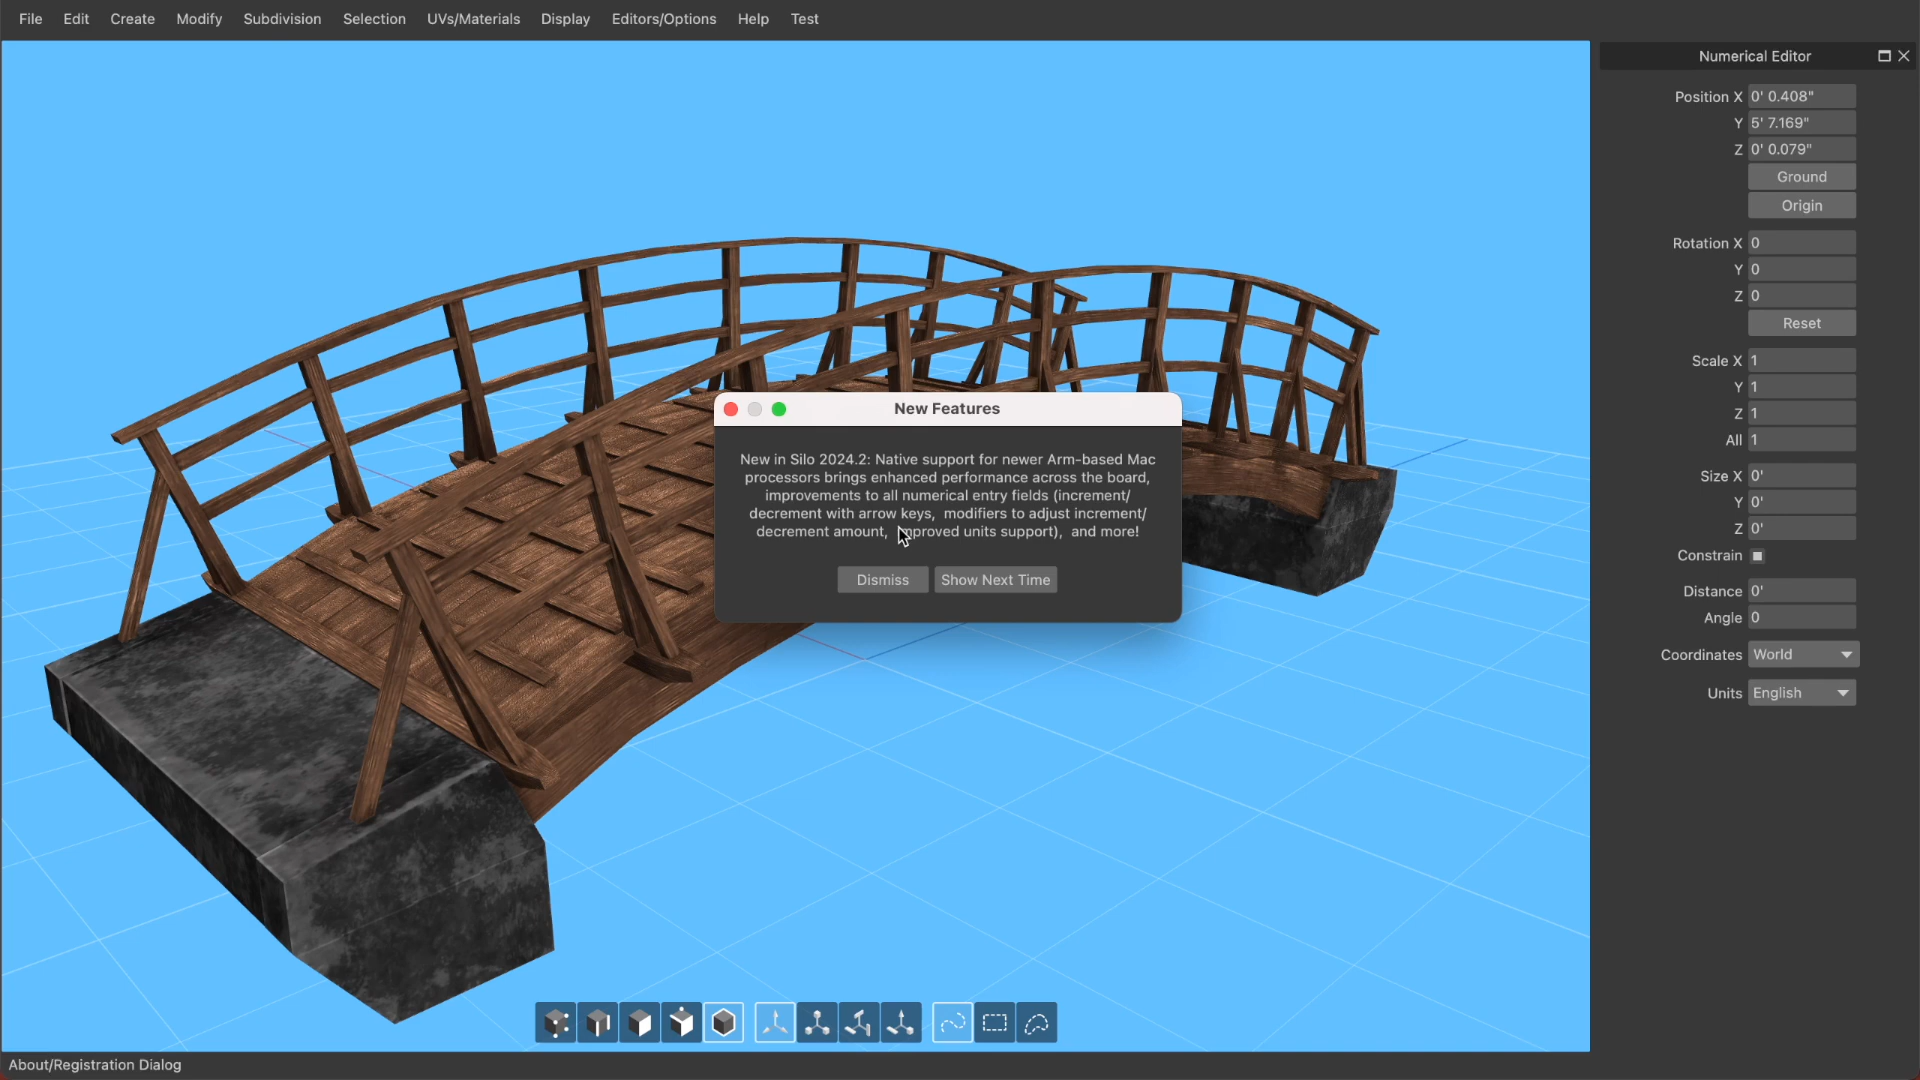 File Edit Create Modify Subdivision Selection UVs/Materials Display Editors/Options Help Test
Numerical Editor
Position X 0' 0.408"
Y 5' 7.169"
Z 0' 0.079"
Ground
Origin
Rotation X 0
Y 0
Z 0
Reset
Scale X 1
Y 1
Z 1
All 1
Size X 0'
Y 0'
Z 0'
Constrain
Distance 0'
Angle 0
Coordinates World
Units English
New Features
New in Silo 2024.2: Native support for newer Arm-based Mac
processors brings enhanced performance across the board,
improvements to all numerical entry fields (increment/
decrement with arrow keys, modifiers to adjust increment/
decrement amount, improved units support), and more!
Dismiss Show Next Time
About/Registration Dialog